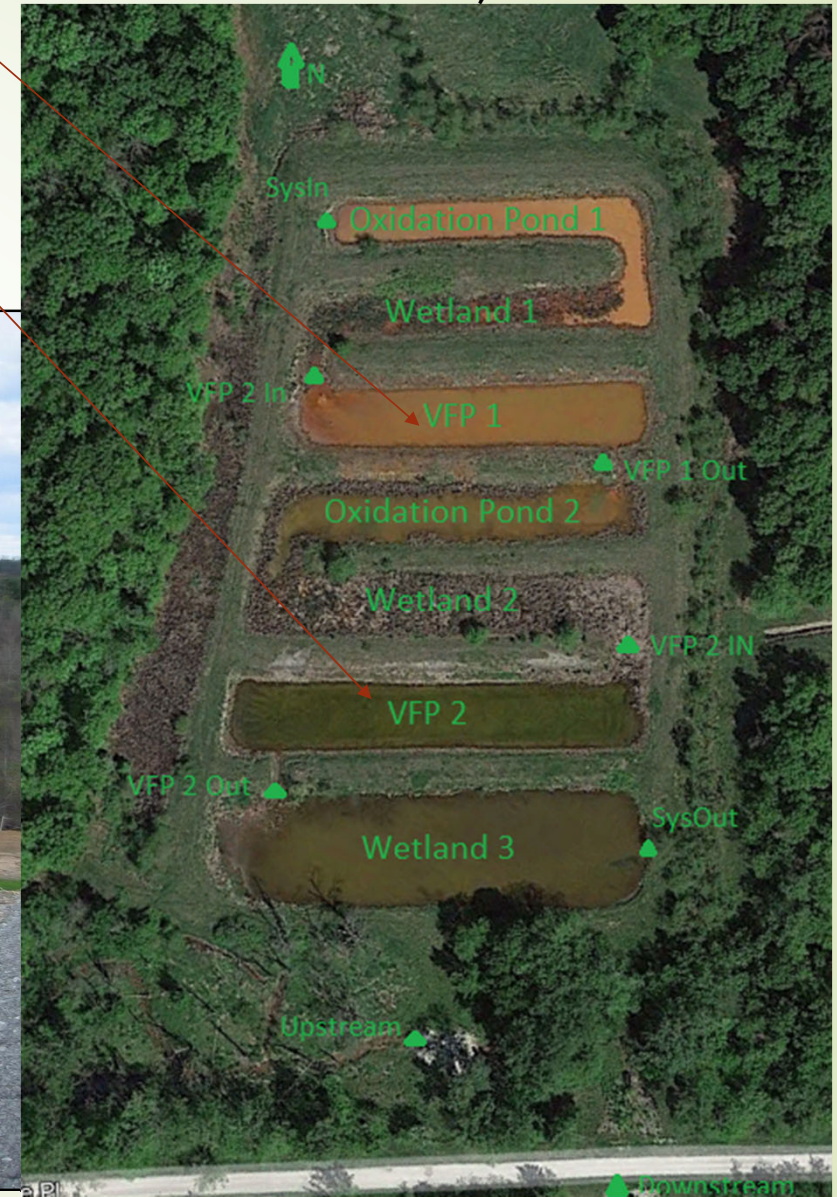 N
SysIn
Oxidation Pond 1
Wetland 1
VFP 2 In
VFP 1
VFP 1 Out
Oxidation Pond 2
Wetland 2
VFP 2 IN
VFP 2
VFP 2 Out
SysOut
Wetland 3
Upstream
e Pl
Downstream